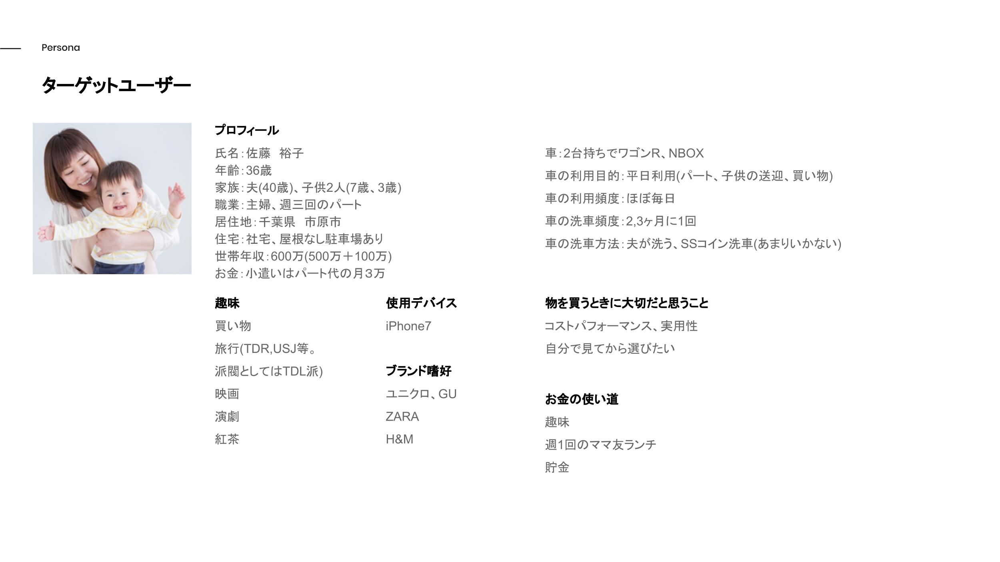 Persona
ターゲットユーザー
プロフィール
氏名：佐藤　裕子
年齢：36歳
家族：夫(40歳)、子供2人(7歳、3歳)
職業：主婦、週三回のパート
居住地：千葉県　市原市
住宅：社宅、屋根なし駐車場あり
世帯年収：600万(500万＋100万)
お金：小遣いはパート代の月３万
車：2台持ちでワゴンR、NBOX
車の利用目的：平日利用(パート、子供の送迎、買い物)
車の利用頻度：ほぼ毎日
車の洗車頻度：2,3ヶ月に1回
車の洗車方法：夫が洗う、SSコイン洗車(あまりいかない)
趣味
買い物
旅行(TDR,USJ等。
派閥としてはTDL派)
映画
演劇
紅茶
使用デバイス
iPhone7
ブランド嗜好
ユニクロ、GU
ZARA
H&M
物を買うときに大切だと思うこと
コストパフォーマンス、実用性
自分で見てから選びたい
お金の使い道
趣味
週1回のママ友ランチ
貯金